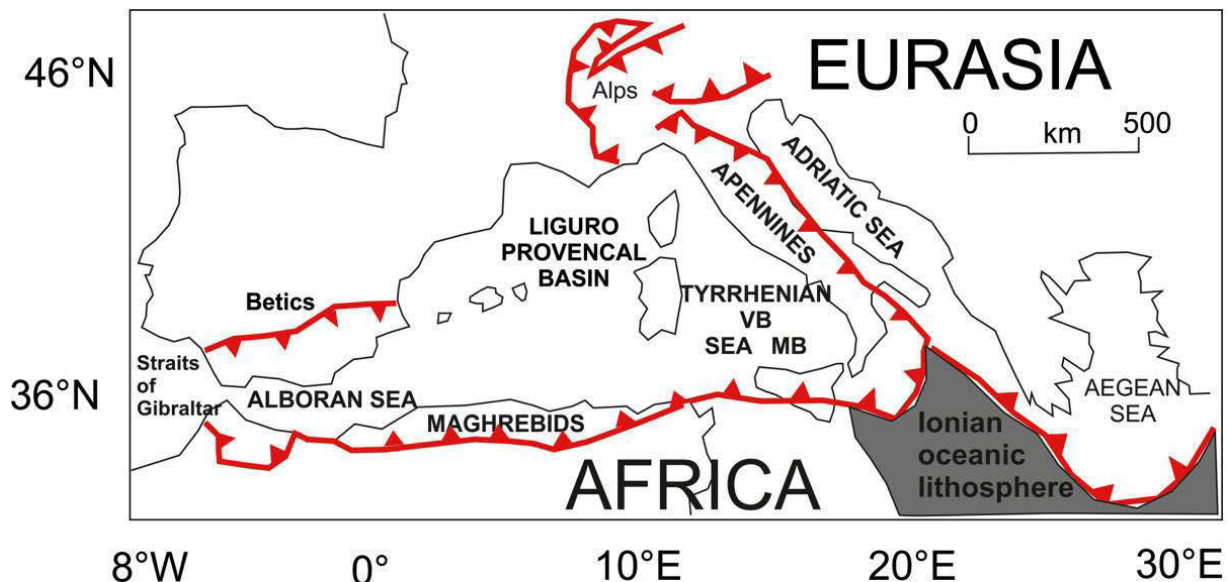 46°N
EURASIA
Alps
0 km 500
ADRIATIC SEA
APENNINES
LIGURO
PROVENCAL
BASIN
Betics
TYRRHENIAN
VB
SEA MB
Straits
of
Gibraltar
36°N
ALBORAN SEA
MAGHREBIDS
AEGEAN
SEA
Ionian
oceanic
lithosphere
AFRICA
8°W 0° 10°E 20°E 30°E